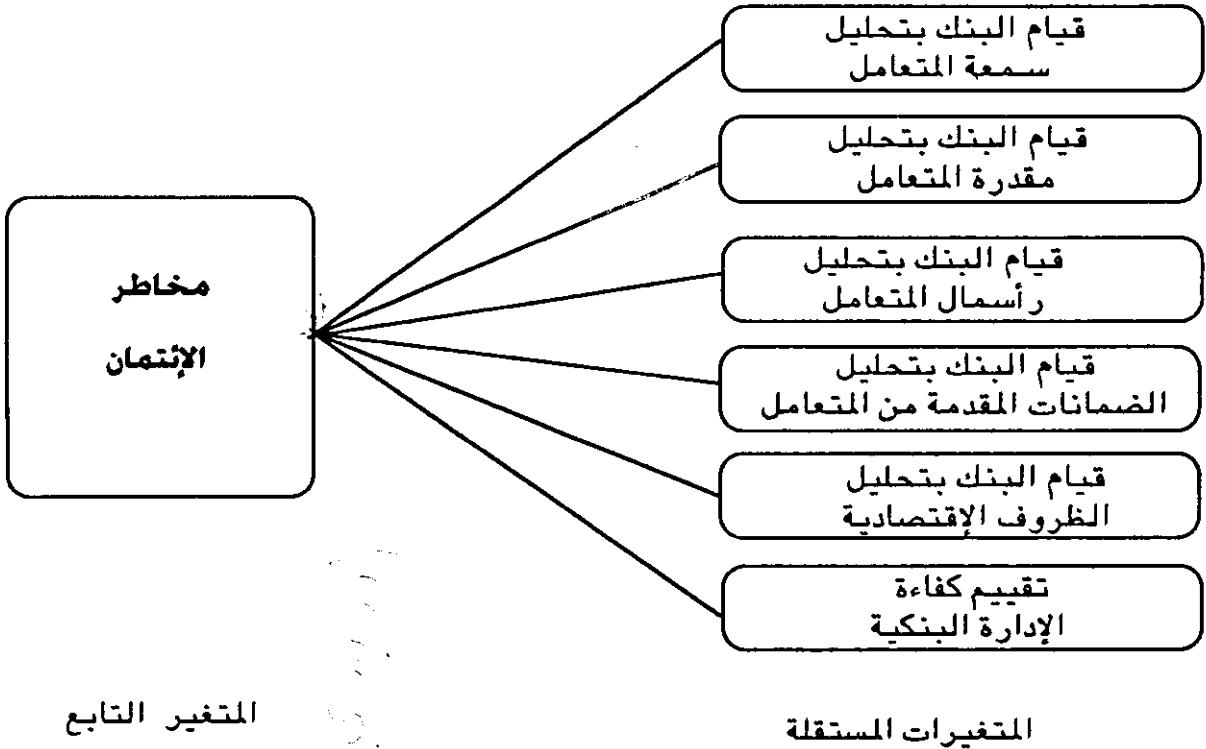 قيام البنك بتحليل
سمعة المتعامل
قيام البنك بتحليل
مقدرة المتعامل
قيام البنك بتحليل
رأسمال المتعامل
قيام البنك بتحليل
الضمانات المقدمة من المتعامل
قيام البنك بتحليل
الظروف الإقتصادية
تقييم كفاءة
الإدارة البنكية
المتغيرات المستقلة
مخاطر
الإئتمان
المتغير التابع